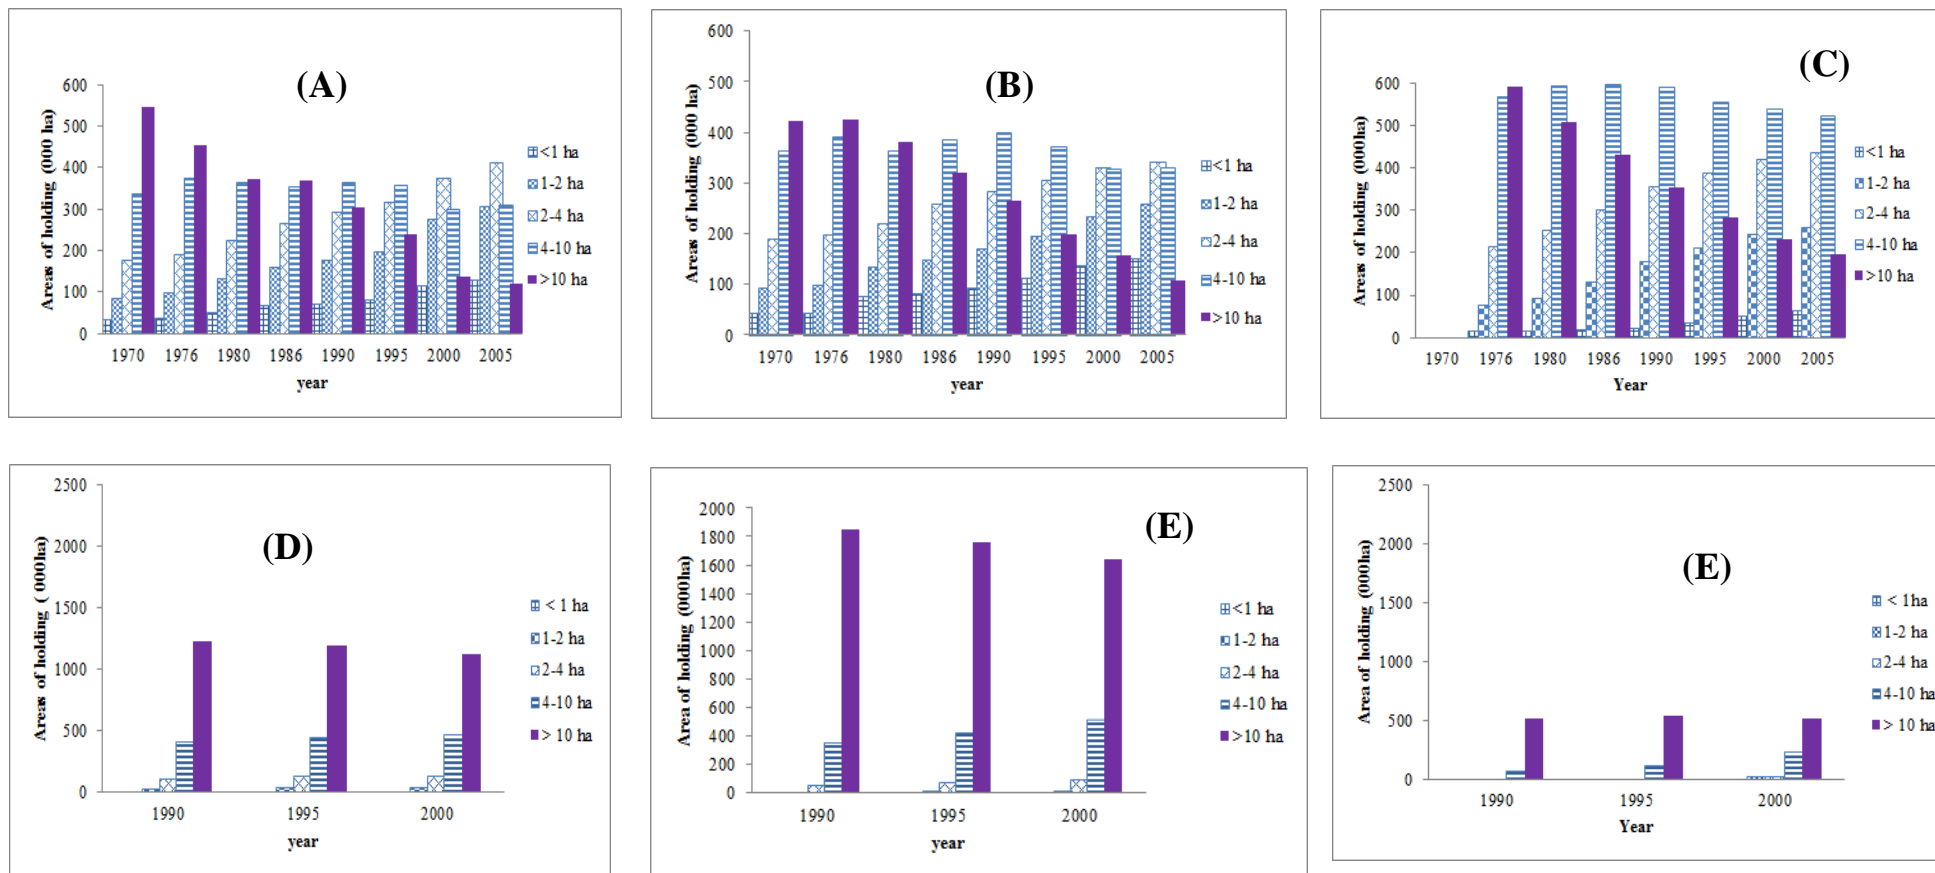 (A)
Areas of holding (000 ha)
600
500
400
300
200
100
0
1970 1976 1980 1986 1990 1995 2000 2005
year
<1 ha
1-2 ha
2-4 ha
4-10 ha
>10 ha
(B)
Areas of holding (000 ha)
600
500
400
300
200
100
0
1970 1976 1980 1986 1990 1995 2000 2005
year
<1 ha
1-2 ha
2-4 ha
4-10 ha
>10 ha
(C)
Areas of holding (000ha)
600
500
400
300
200
100
0
1970 1976 1980 1986 1990 1995 2000 2005
Year
<1 ha
1-2 ha
2-4 ha
4-10 ha
>10 ha
(D)
Areas of holding ( 000ha)
2500
2000
1500
1000
500
0
1990 1995 2000
year
< 1 ha
1-2 ha
2-4 ha
4-10 ha
> 10 ha
(E)
Area of holding (000ha)
2000
1800
1600
1400
1200
1000
800
600
400
200
0
1990 1995 2000
year
<1 ha
1-2 ha
2-4 ha
4-10 ha
>10 ha
(E)
Area of holding (000ha)
2500
2000
1500
1000
500
0
1990 1995 2000
Year
< 1ha
1-2 ha
2-4 ha
4-10 ha
> 10 ha